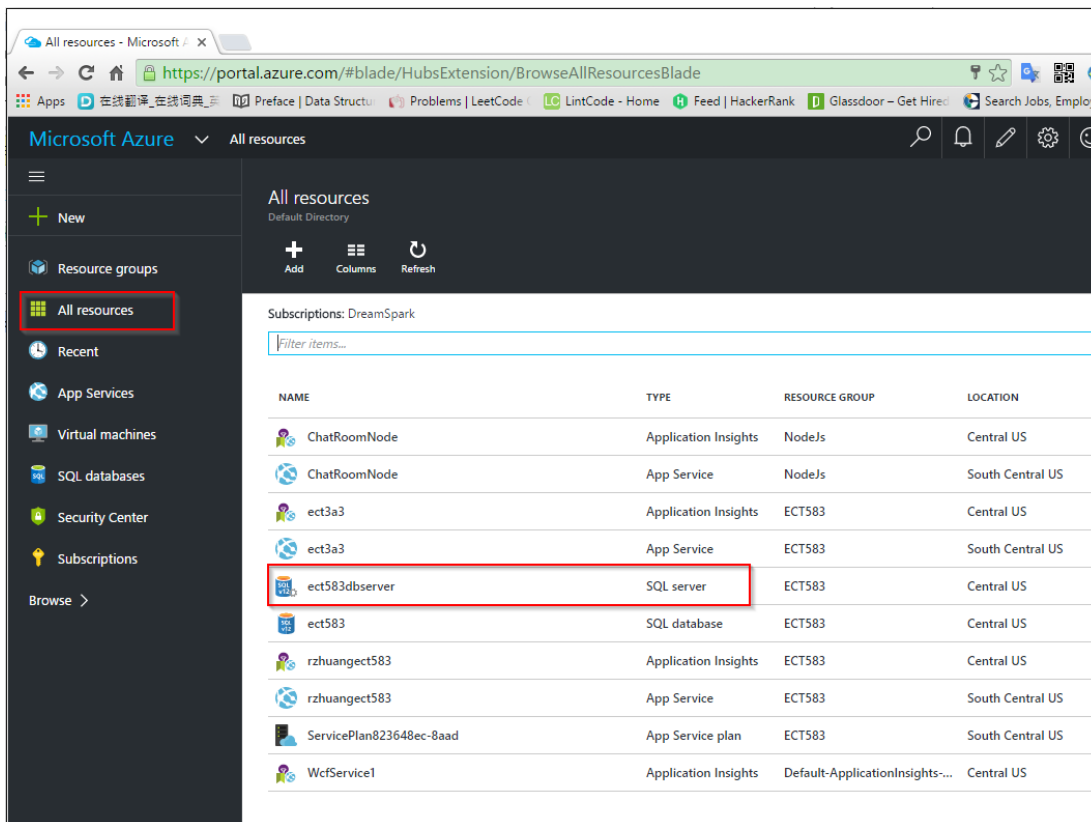 All resources - Microsoft A
https://portal.azure.com/#blade/HubsExtension/BrowseAllResourcesBlade
Apps 在线翻译_在线词典_英 Preface | Data Structu Problems | LeetCode LintCode - Home Feed | HackerRank Glassdoor – Get Hired Search Jobs, Emplo
Microsoft Azure All resources
New
Resource groups
All resources
Recent
App Services
Virtual machines
SQL databases
Security Center
Subscriptions
Browse
All resources
Default Directory
Add Columns Refresh
Subscriptions: DreamSpark
Filter items...
NAME TYPE RESOURCE GROUP LOCATION
ChatRoomNode Application Insights NodeJs Central US
ChatRoomNode App Service NodeJs South Central US
ect3a3 Application Insights ECT583 Central US
ect3a3 App Service ECT583 South Central US
ect583dbserver SQL server ECT583 Central US
ect583 SQL database ECT583 Central US
rzhuangect583 Application Insights ECT583 Central US
rzhuangect583 App Service ECT583 South Central US
ServicePlan823648ec-8aad App Service plan ECT583 South Central US
WcfService1 Application Insights Default-ApplicationInsights-... Central US